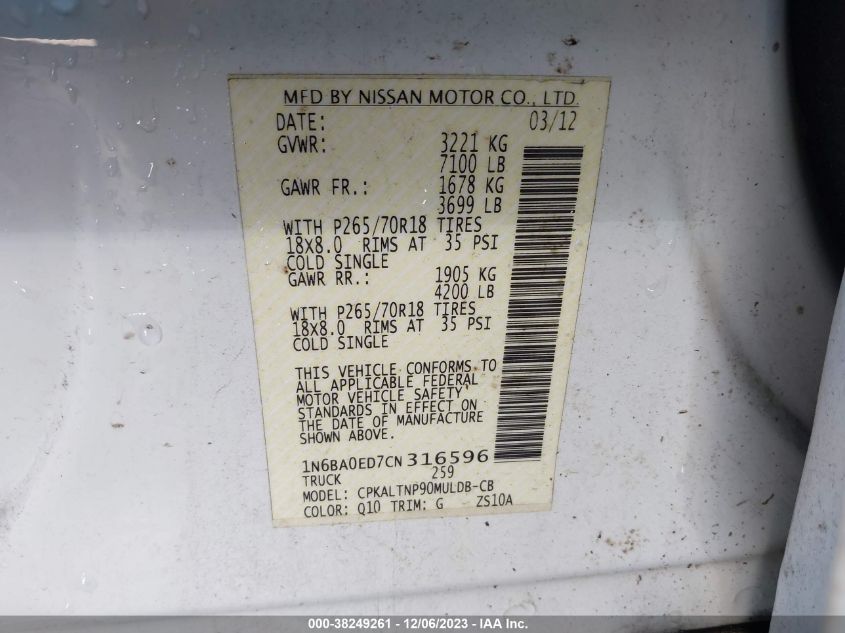 MFD BY NISSAN MOTOR CO., LTD.
DATE: 03/12
GVWR: 3221 KG
7100 LB
GAWR FR.: 1678 KG
3699 LB
WITH P265/70R18 TIRES
18X8.0 RIMS AT 35 PSI
COLD SINGLE
GAWR RR.: 1905 KG
4200 LB
WITH P265/70R18 TIRES
18X8.0 RIMS AT 35 PSI
COLD SINGLE
THIS VEHICLE CONFORMS TO
ALL APPLICABLE FEDERAL
MOTOR VEHICLE SAFETY
STANDARDS IN EFFECT ON
THE DATE OF MANUFACTURE
SHOWN ABOVE.
1N6BA0ED7CN316596
TRUCK 259
MODEL: CPKALTNP90MULDB-CB
COLOR: Q10 TRIM: G ZS10A
000-38249261 - 12/06/2023 - IAA Inc.